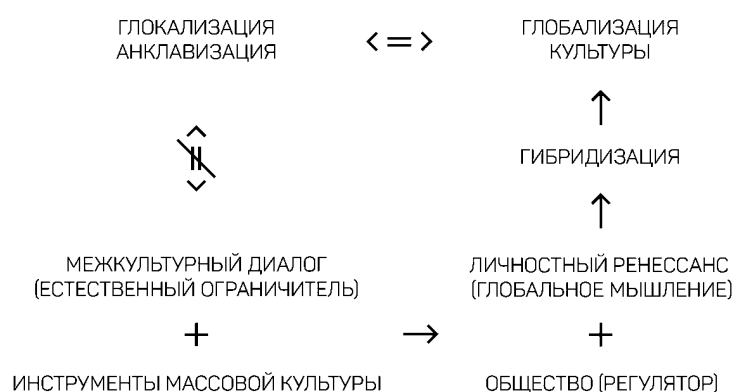 ГЛОКАЛИЗАЦИЯ
АНКЛАВИЗАЦИЯ
< = >
ГЛОБАЛИЗАЦИЯ
КУЛЬТУРЫ
ГИБРИДИЗАЦИЯ
МЕЖКУЛЬТУРНЫЙ ДИАЛОГ
(ЕСТЕСТВЕННЫЙ ОГРАНИЧИТЕЛЬ)
ЛИЧНОСТНЫЙ РЕНЕССАНС
(ГЛОБАЛЬНОЕ МЫШЛЕНИЕ)
+
+
ИНСТРУМЕНТЫ МАССОВОЙ КУЛЬТУРЫ
ОБЩЕСТВО (РЕГУЛЯТОР)